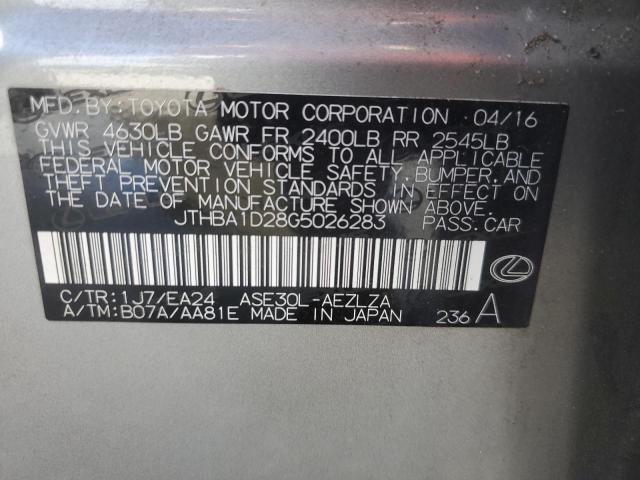 MFD.BY:TOYOTA MOTOR CORPORATION 04/16
GVWR 4630LB GAWR FR 2400LB RR 2545LB
THIS VEHICLE CONFORMS TO ALL APPLICABLE
FEDERAL MOTOR VEHICLE SAFETY,BUMPER,AND
THEFT PREVENTION STANDARDS IN EFFECT ON
THE DATE OF MANUFACTURE SHOWN ABOVE.
JTHBA1D28G5026283 PASS.CAR
C/TR:1J7/EA24 ASE30L-AEZLZA
A/TM:B07A/AA81E MADE IN JAPAN 236 A